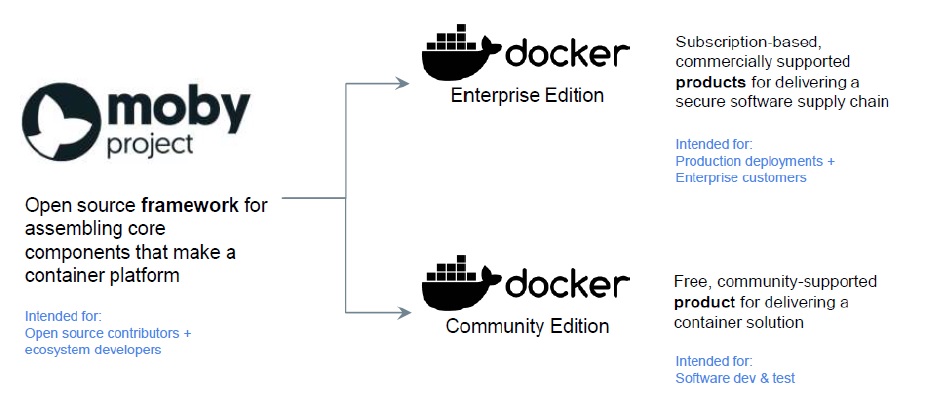 moby
project
Open source framework for
assembling core
components that make a
container platform
Intended for:
Open source contributors +
ecosystem developers
docker
Enterprise Edition
Subscription-based,
commercially supported
products for delivering a
secure software supply chain
Intended for:
Production deployments +
Enterprise customers
docker
Community Edition
Free, community-supported
product for delivering a
container solution
Intended for:
Software dev & test